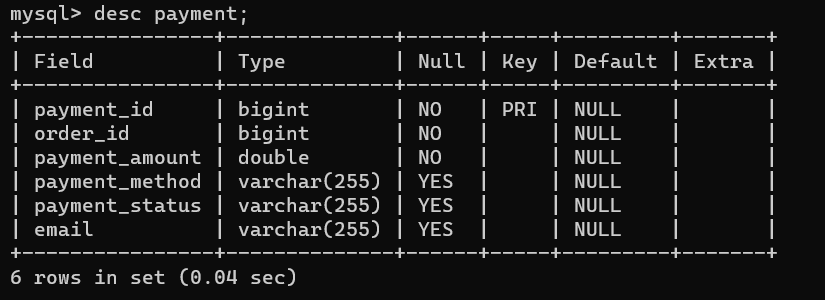 mysql> desc payment;
+----------------+--------------+------+-----+---------+-------+
| Field          | Type         | Null | Key | Default | Extra |
+----------------+--------------+------+-----+---------+-------+
| payment_id     | bigint       | NO   | PRI | NULL    |       |
| order_id       | bigint       | NO   |     | NULL    |       |
| payment_amount | double       | NO   |     | NULL    |       |
| payment_method | varchar(255) | YES  |     | NULL    |       |
| payment_status | varchar(255) | YES  |     | NULL    |       |
| email          | varchar(255) | YES  |     | NULL    |       |
+----------------+--------------+------+-----+---------+-------+
6 rows in set (0.04 sec)